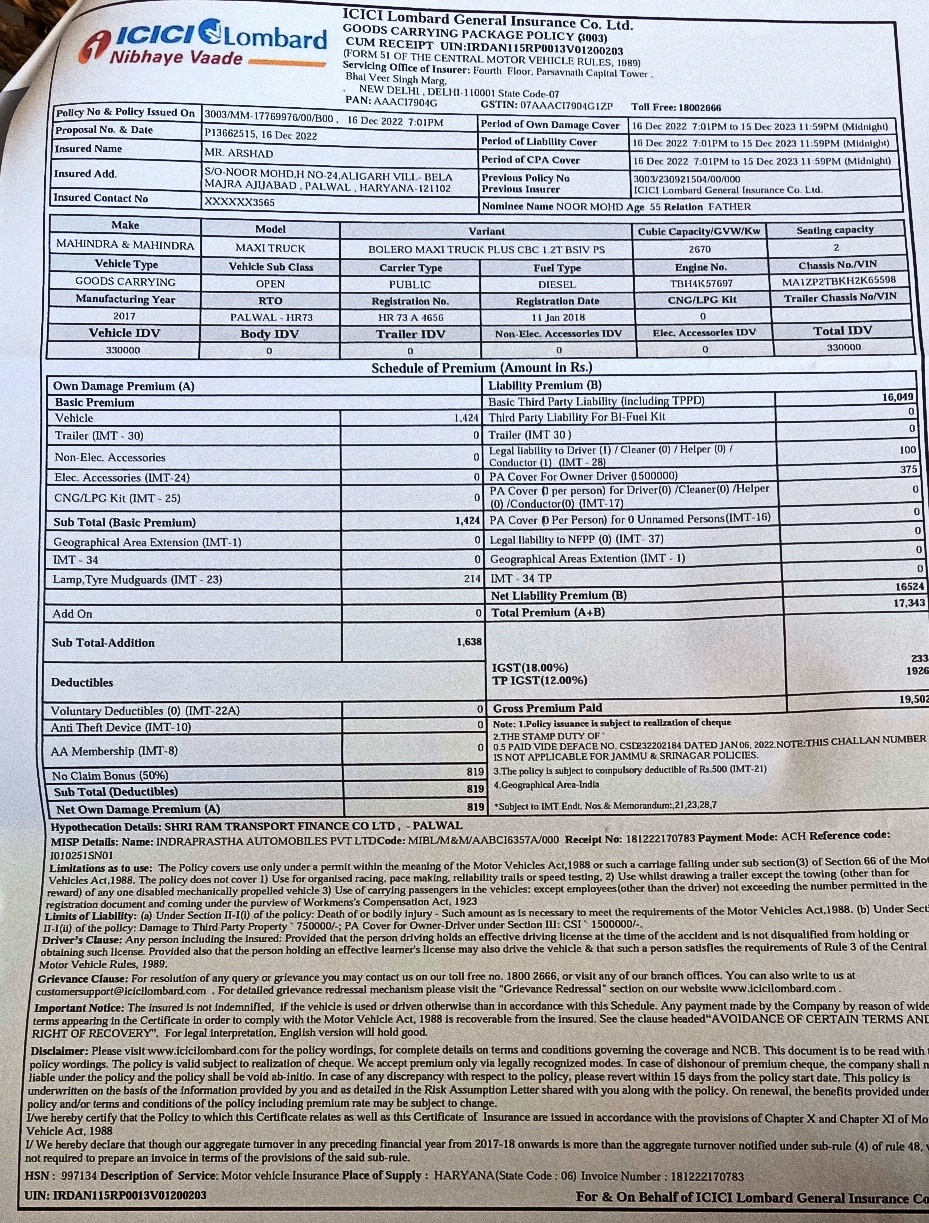 ICICI Lombard
Nibhaye Vaade
ICICI Lombard General Insurance Co. Ltd.
GOODS CARRYING PACKAGE POLICY (3003)
CUM RECEIPT UIN:IRDAN115RP0013V01200203
(FORM 51 OF THE CENTRAL MOTOR VEHICLE RULES, 1989)
Servicing Office of Insurer: Fourth Floor, Parsavnath Capital Tower ,
Bhai Veer Singh Marg,
, NEW DELHI , DELHI-110001 State Code-07
PAN: AAACI7904G GSTIN: 07AAACI7904G1ZP Toll Free: 18002666
Policy No & Policy Issued On 3003/MM-17769976/00/B00 , 16 Dec 2022 7:01PM Period of Own Damage Cover 16 Dec 2022 7:01PM to 15 Dec 2023 11:59PM (Midnight)
Proposal No. & Date P13662515, 16 Dec 2022 Period of Liability Cover 16 Dec 2022 7:01PM to 15 Dec 2023 11:59PM (Midnight)
Insured Name MR. ARSHAD Period of CPA Cover 16 Dec 2022 7:01PM to 15 Dec 2023 11:59PM (Midnight)
Insured Add. S/O-NOOR MOHD,H NO-24,ALIGARH VILL- BELA Previous Policy No 3003/230921504/00/000
MAJRA AJIJABAD , PALWAL , HARYANA-121102 Previous Insurer ICICI Lombard General Insurance Co. Ltd.
Insured Contact No XXXXXX3565 Nominee Name NOOR MOHD Age 55 Relation FATHER
Make Model Variant Cubic Capacity/GVW/Kw Seating capacity
MAHINDRA & MAHINDRA MAXI TRUCK BOLERO MAXI TRUCK PLUS CBC 1.2T BSIV PS 2670 2
Vehicle Type Vehicle Sub Class Carrier Type Fuel Type Engine No. Chassis No./VIN
GOODS CARRYING OPEN PUBLIC DIESEL TBH4K57697 MA1ZP2TBKH2K65598
Manufacturing Year RTO Registration No. Registration Date CNG/LPG Kit Trailer Chassis No/VIN
2017 PALWAL - HR73 HR 73 A 4656 11 Jan 2018 0
Vehicle IDV Body IDV Trailer IDV Non-Elec. Accessories IDV Elec. Accessories IDV Total IDV
330000 0 0 0 0 330000
Schedule of Premium (Amount in Rs.)
Own Damage Premium (A) Liability Premium (B)
Basic Premium Basic Third Party Liability (including TPPD) 16,049
Vehicle 1,424 Third Party Liability For Bi-Fuel Kit 0
Trailer (IMT - 30) 0 Trailer (IMT 30 ) 0
Non-Elec. Accessories 0 Legal liability to Driver (1) / Cleaner (0) / Helper (0) / Conductor (1) (IMT - 28) 100
Elec. Accessories (IMT-24) 0 PA Cover For Owner Driver (1500000) 375
CNG/LPG Kit (IMT - 25) 0 PA Cover (0 per person) for Driver(0) /Cleaner(0) /Helper (0) /Conductor(0) (IMT-17) 0
Sub Total (Basic Premium) 1,424 PA Cover (0 Per Person) for 0 Unnamed Persons(IMT-16) 0
Geographical Area Extension (IMT-1) 0 Legal liability to NFPP (0) (IMT- 37) 0
IMT - 34 0 Geographical Areas Extention (IMT - 1) 0
Lamp,Tyre Mudguards (IMT - 23) 214 IMT - 34 TP 0
Net Liability Premium (B) 16524
Add On 0 Total Premium (A+B) 17,343
Sub Total-Addition 1,638
IGST(18.00%) 233
Deductibles TP IGST(12.00%) 1926
Voluntary Deductibles (0) (IMT-22A) 0 Gross Premium Paid 19,502
Anti Theft Device (IMT-10) 0 Note: 1.Policy issuance is subject to realization of cheque
2.THE STAMP DUTY OF `
AA Membership (IMT-8) 0 0.5 PAID VIDE DEFACE NO. CSD232202184 DATED JAN 06, 2022.NOTE:THIS CHALLAN NUMBER
IS NOT APPLICABLE FOR JAMMU & SRINAGAR POLICIES.
No Claim Bonus (50%) 819 3.The policy is subject to compulsory deductible of Rs.500 (IMT-21)
Sub Total (Deductibles) 819 4.Geographical Area-India
Net Own Damage Premium (A) 819 *Subject to IMT Endt. Nos.& Memorandum:,21,23,28,7
Hypothecation Details: SHRI RAM TRANSPORT FINANCE CO LTD , - PALWAL
MISP Details: Name: INDRAPRASTHA AUTOMOBILES PVT LTDCode: MIBL/M&M/AABCI6357A/000 Receipt No: 181222170783 Payment Mode: ACH Reference code:
I010251SN01
Limitations as to use: The Policy covers use only under a permit within the meaning of the Motor Vehicles Act,1988 or such a carriage falling under sub section(3) of Section 66 of the Mo
Vehicles Act,1988. The policy does not cover 1) Use for organised racing, pace making, reliability trails or speed testing, 2) Use whilst drawing a trailer except the towing (other than for
reward) of any one disabled mechanically propelled vehicle 3) Use of carrying passengers in the vehicles; except employees(other than the driver) not exceeding the number permitted in the
registration document and coming under the purview of Workmens's Compensation Act, 1923
Limits of Liability: (a) Under Section II-I(i) of the policy: Death of or bodily injury - Such amount as is necessary to meet the requirements of the Motor Vehicles Act,1988. (b) Under Secti
II-I(ii) of the policy: Damage to Third Party Property ` 750000/-; PA Cover for Owner-Driver under Section III: CSI` 1500000/-.
Driver's Clause: Any person including the Insured: Provided that the person driving holds an effective driving license at the time of the accident and is not disqualified from holding or
obtaining such license. Provided also that the person holding an effective learner's license may also drive the vehicle & that such a person satisfies the requirements of Rule 3 of the Central
Motor Vehicle Rules, 1989.
Grievance Clause: For resolution of any query or grievance you may contact us on our toll free no. 1800 2666, or visit any of our branch offices. You can also write to us at
customersupport@icicilombard.com . For detailed grievance redressal mechanism please visit the "Grievance Redressal" section on our website www.icicilombard.com .
Important Notice: The insured is not indemnified, if the vehicle is used or driven otherwise than in accordance with this Schedule. Any payment made by the Company by reason of wide
terms appearing in the Certificate in order to comply with the Motor Vehicle Act, 1988 is recoverable from the insured. See the clause headed"AVOIDANCE OF CERTAIN TERMS AND
RIGHT OF RECOVERY". For legal interpretation, English version will hold good.
Disclaimer: Please visit www.icicilombard.com for the policy wordings, for complete details on terms and conditions governing the coverage and NCB. This document is to be read with
policy wordings. The policy is valid subject to realization of cheque. We accept premium only via legally recognized modes. In case of dishonour of premium cheque, the company shall n
liable under the policy and the policy shall be void ab-initio. In case of any discrepancy with respect to the policy, please revert within 15 days from the policy start date. This policy is
underwritten on the basis of the information provided by you and as detailed in the Risk Assumption Letter shared with you along with the policy. On renewal, the benefits provided under
policy and/or terms and conditions of the policy including premium rate may be subject to change.
I/we hereby certify that the Policy to which this Certificate relates as well as this Certificate of Insurance are issued in accordance with the provisions of Chapter X and Chapter XI of Mo
Vehicle Act, 1988
I/ We hereby declare that though our aggregate turnover in any preceding financial year from 2017-18 onwards is more than the aggregate turnover notified under sub-rule (4) of rule 48,
not required to prepare an invoice in terms of the provisions of the said sub-rule.
HSN : 997134 Description of Service: Motor vehicle Insurance Place of Supply : HARYANA(State Code : 06) Invoice Number : 181222170783
UIN: IRDAN115RP0013V01200203 For & On Behalf of ICICI Lombard General Insurance Co